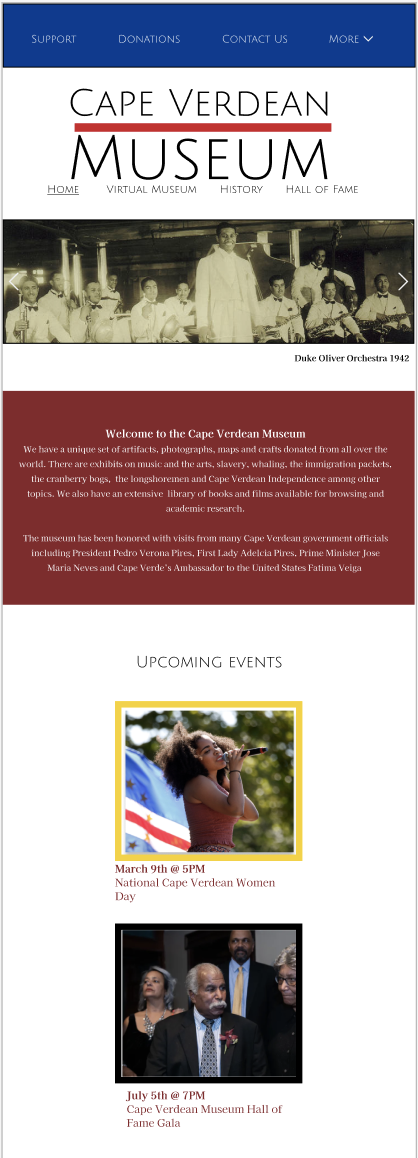 Support Donations Contact Us More
Cape Verdean
Museum
Home Virtual Museum History Hall of Fame
Duke Oliver Orchestra 1942
Welcome to the Cape Verdean Museum
We have a unique set of artifacts, photographs, maps and crafts donated from all over the
world. There are exhibits on music and the arts, slavery, whaling, the immigration packets,
the cranberry bogs, the longshoremen and Cape Verdean Independence among other
topics. We also have an extensive library of books and films available for browsing and
academic research.
The museum has been honored with visits from many Cape Verdean government officials
including President Pedro Verona Pires, First Lady Adelcia Pires, Prime Minister Jose
Maria Neves and Cape Verde's Ambassador to the United States Fatima Veiga
Upcoming events
March 9th @ 5PM
National Cape Verdean Women
Day
July 5th @ 7PM
Cape Verdean Museum Hall of
Fame Gala